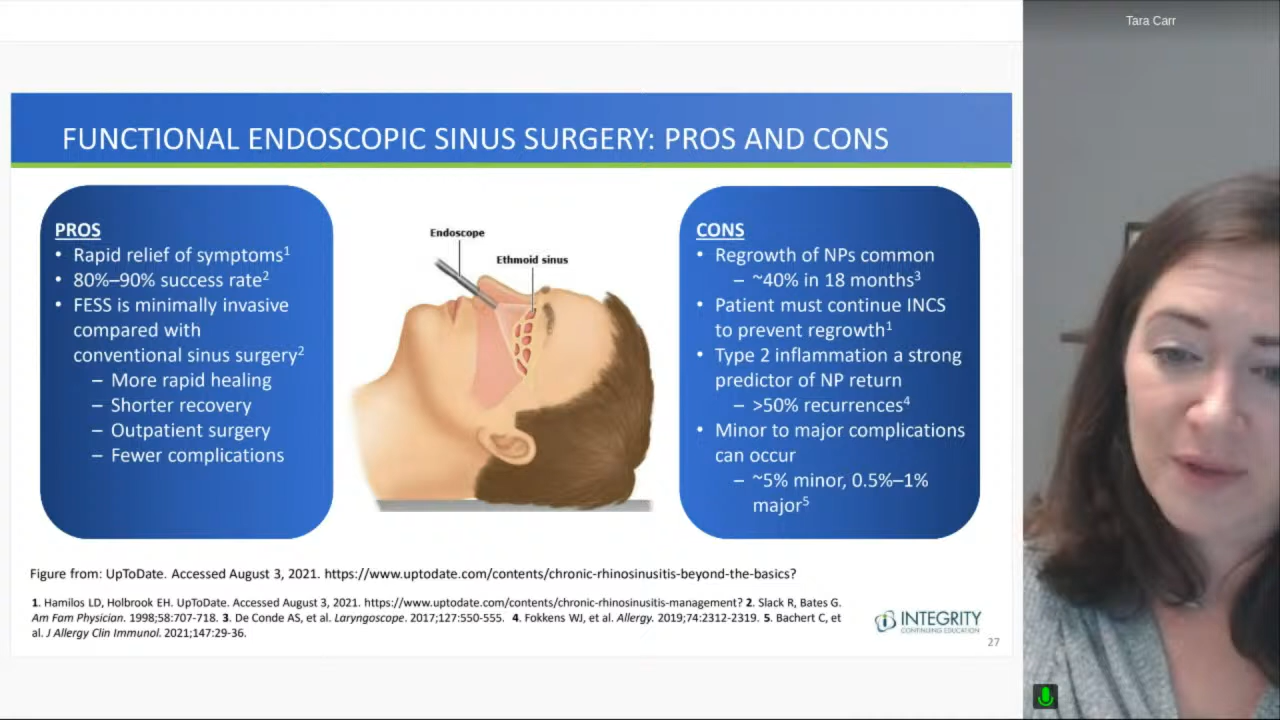 Tara Carr
FUNCTIONAL ENDOSCOPIC SINUS SURGERY: PROS AND CONS
PROS
• Rapid relief of symptoms1
• 80%–90% success rate2
• FESS is minimally invasive
compared with
conventional sinus surgery2
– More rapid healing
– Shorter recovery
– Outpatient surgery
– Fewer complications
Endoscope
Ethmoid sinus
CONS
• Regrowth of NPs common
– ~40% in 18 months3
• Patient must continue INCS
to prevent regrowth1
• Type 2 inflammation a strong
predictor of NP return
– >50% recurrences4
• Minor to major complications
can occur
– ~5% minor, 0.5%–1%
major5
Figure from: UpToDate. Accessed August 3, 2021. https://www.uptodate.com/contents/chronic-rhinosinusitis-beyond-the-basics?
1. Hamilos LD, Holbrook EH. UpToDate. Accessed August 3, 2021. https://www.uptodate.com/contents/chronic-rhinosinusitis-management? 2. Slack R, Bates G.
Am Fam Physician. 1998;58:707-718. 3. De Conde AS, et al. Laryngoscope. 2017;127:550-555. 4. Fokkens WJ, et al. Allergy. 2019;74:2312-2319. 5. Bachert C, et
al. J Allergy Clin Immunol. 2021;147:29-36.
INTEGRITY
CONTINUING EDUCATION
27